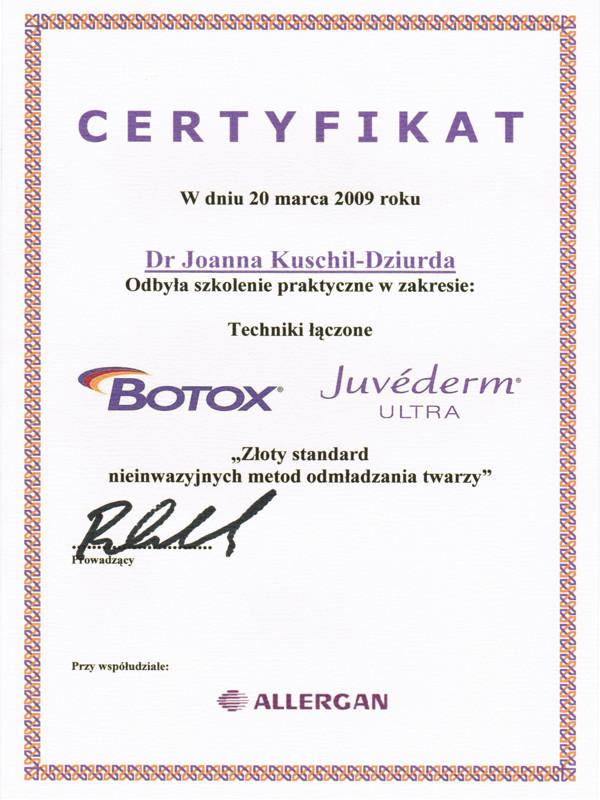 CERTYFIKAT
W dniu 20 marca 2009 roku
Dr Joanna Kuschil-Dziurda
Odbyła szkolenie praktyczne w zakresie:
Techniki łączone
BOTOX® Juvéderm®
ULTRA
„Złoty standard
nieinwazyjnych metod odmładzania twarzy”
Prowadzący
Przy współudziale:
ALLERGAN